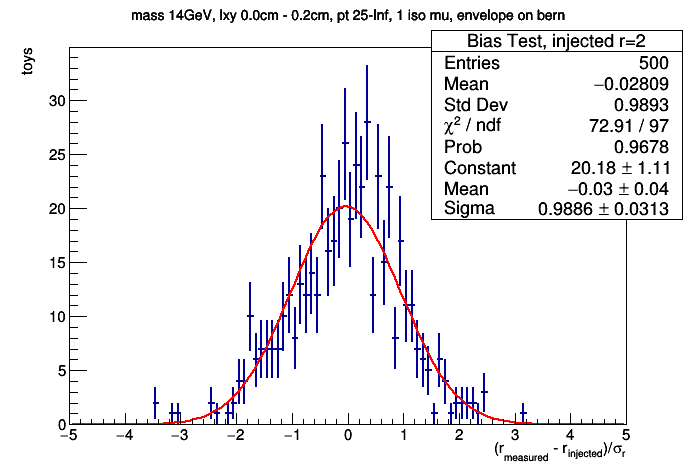 mass 14GeV, lxy 0.0cm - 0.2cm, pt 25-Inf, 1 iso mu, envelope on bern
toys
Bias Test, injected r=2
Entries 500
Mean −0.02809
Std Dev 0.9893
χ² / ndf 72.91 / 97
Prob 0.9678
Constant 20.18 ± 1.11
Mean −0.03 ± 0.04
Sigma 0.9886 ± 0.0313
30
25
20
15
10
5
0
−5 −4 −3 −2 −1 0 1 2 3 4 5
(r_measured - r_injected)/σ_r